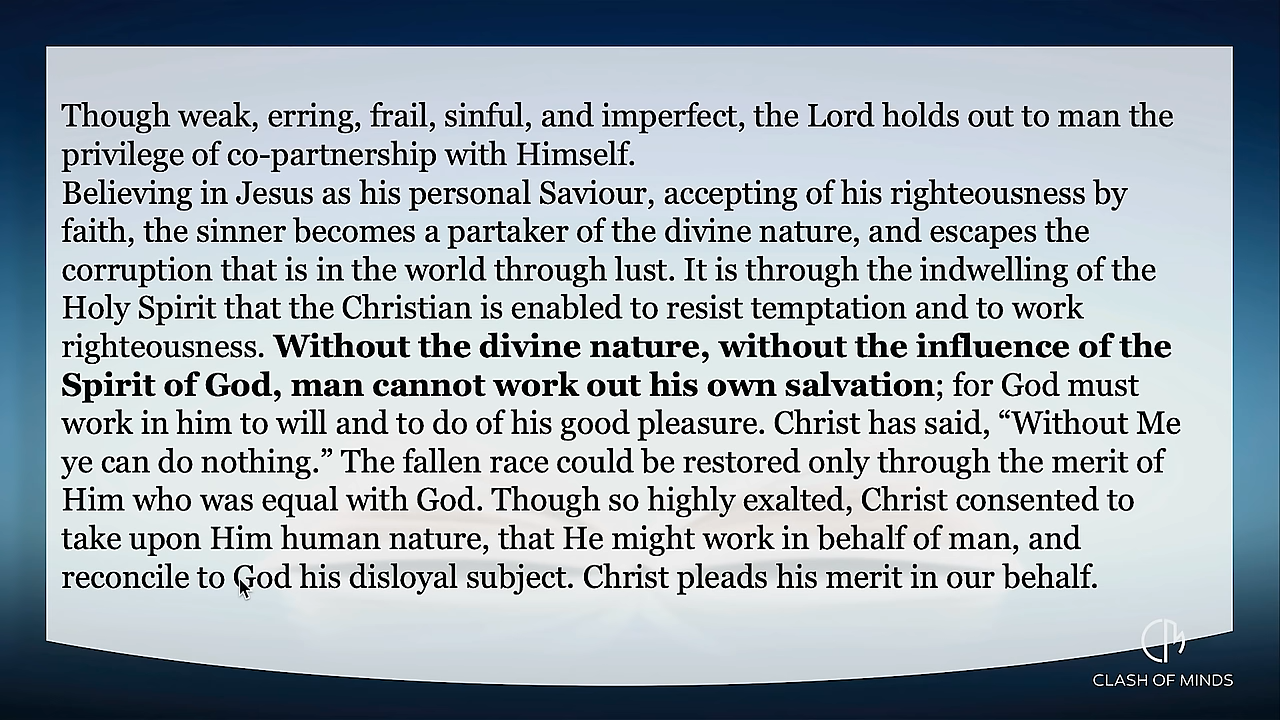 Though weak, erring, frail, sinful, and imperfect, the Lord holds out to man the
privilege of co-partnership with Himself.
Believing in Jesus as his personal Saviour, accepting of his righteousness by
faith, the sinner becomes a partaker of the divine nature, and escapes the
corruption that is in the world through lust. It is through the indwelling of the
Holy Spirit that the Christian is enabled to resist temptation and to work
righteousness. Without the divine nature, without the influence of the
Spirit of God, man cannot work out his own salvation; for God must
work in him to will and to do of his good pleasure. Christ has said, “Without Me
ye can do nothing.” The fallen race could be restored only through the merit of
Him who was equal with God. Though so highly exalted, Christ consented to
take upon Him human nature, that He might work in behalf of man, and
reconcile to God his disloyal subject. Christ pleads his merit in our behalf.
CLASH OF MINDS